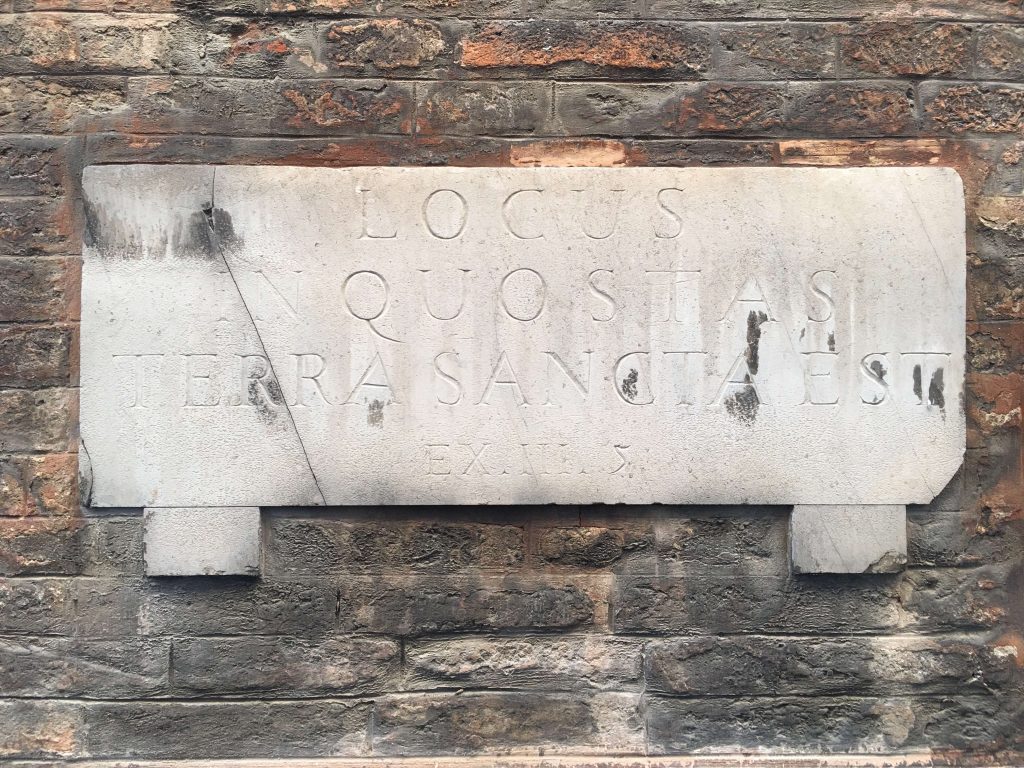 LOCUS
IN QUO STAS
TERRA SANCTA EST
EX. III. 5